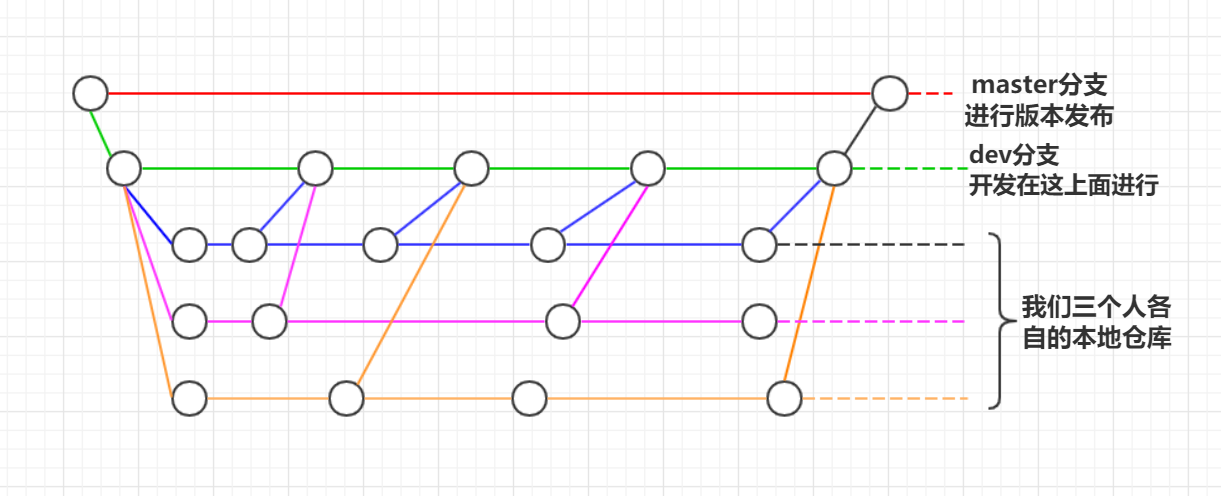 master分支
进行版本发布
dev分支
开发在这上面进行
我们三个人各
自的本地仓库